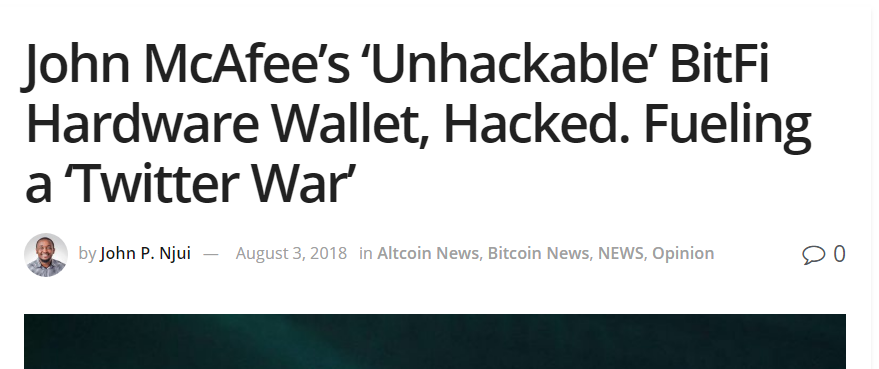 John McAfee’s ‘Unhackable’ BitFi
Hardware Wallet, Hacked. Fueling
a ‘Twitter War’
by John P. Njui — August 3, 2018 in Altcoin News, Bitcoin News, NEWS, Opinion 0